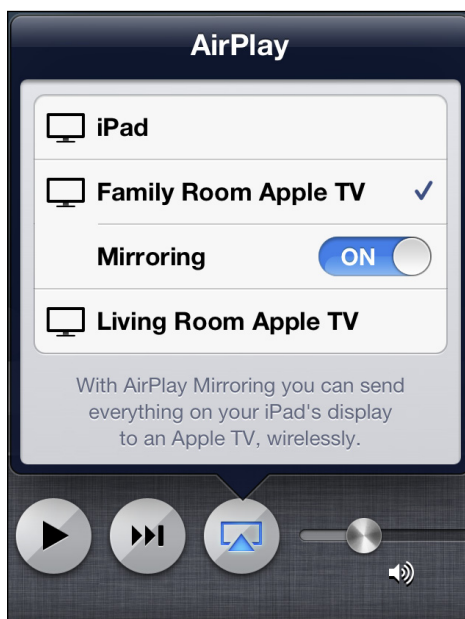 AirPlay
iPad
Family Room Apple TV
Mirroring ON
Living Room Apple TV
With AirPlay Mirroring you can send
everything on your iPad's display
to an Apple TV, wirelessly.